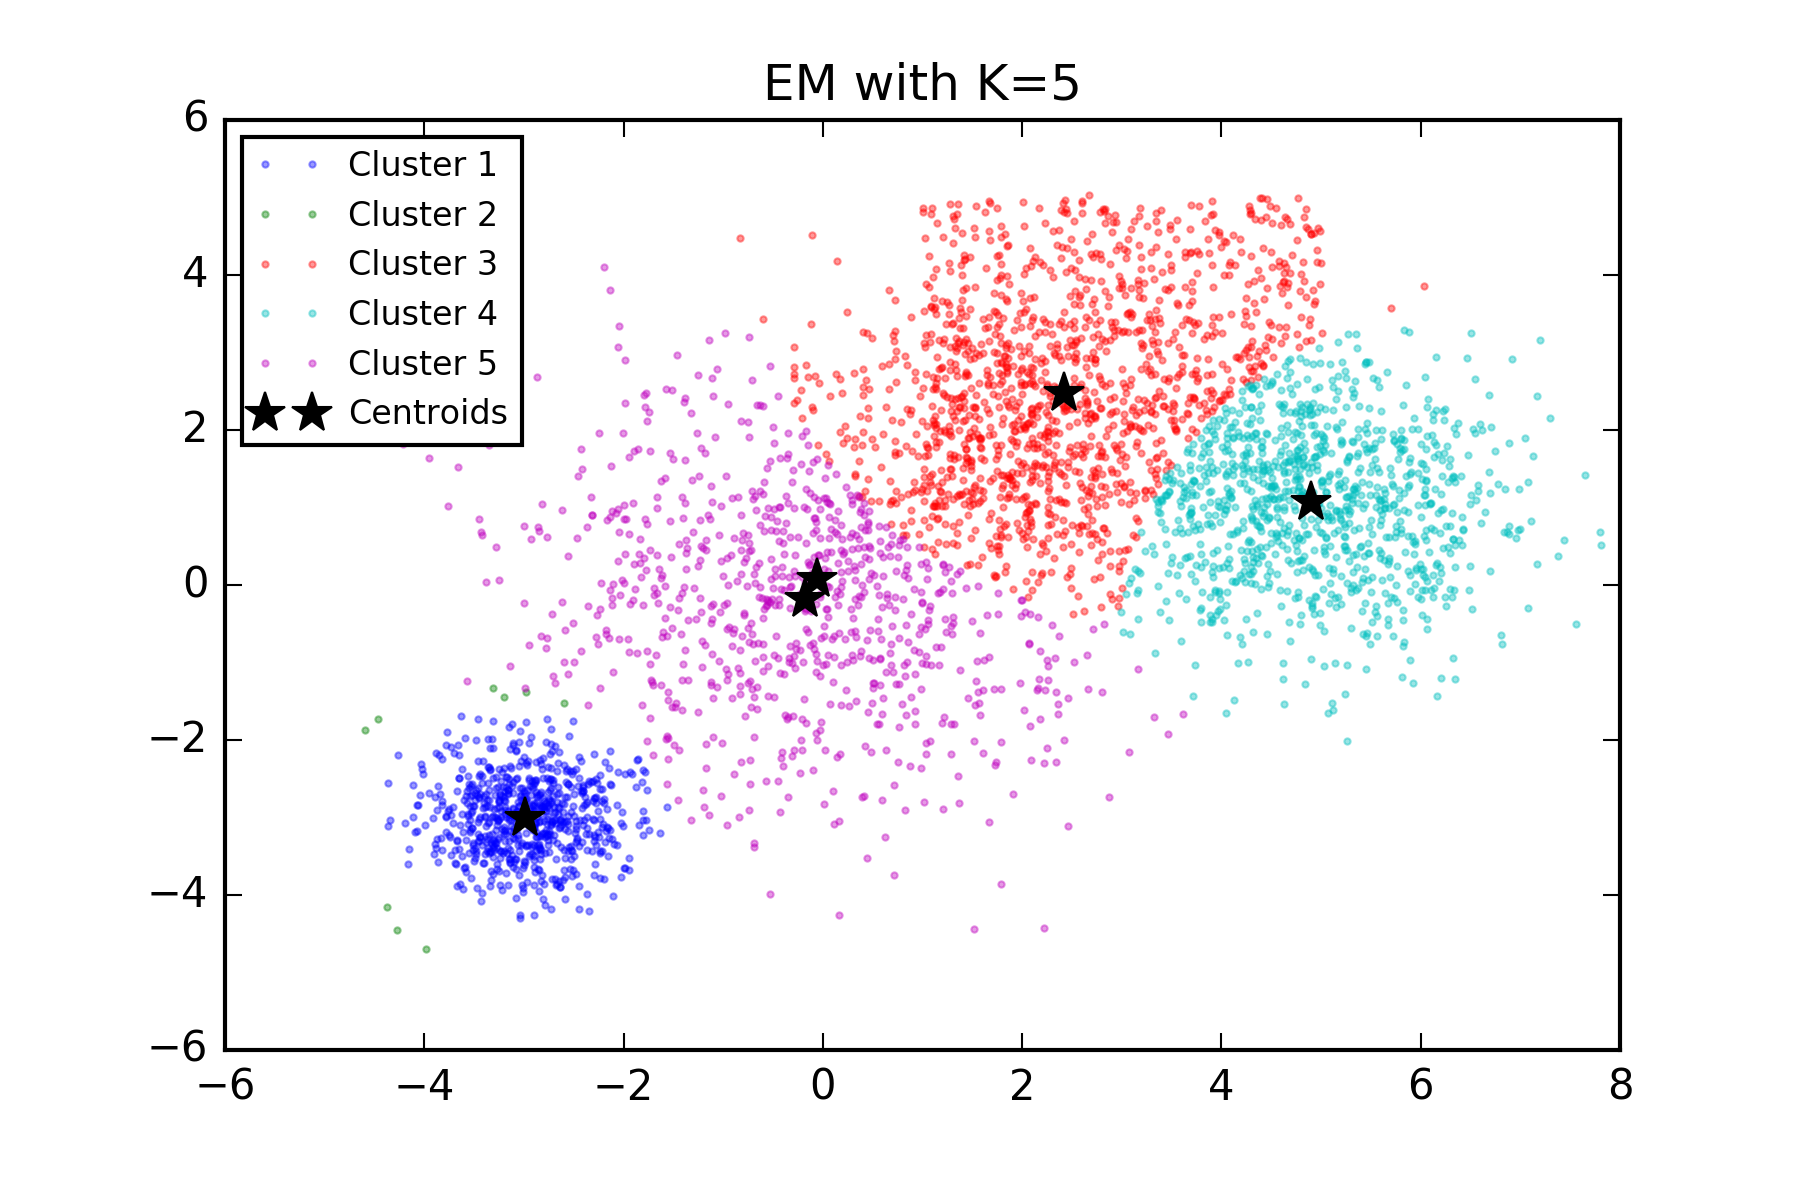 EM with K=5
6
4
2
0
−2
−4
−6
Cluster 1
Cluster 2
Cluster 3
Cluster 4
Cluster 5
Centroids
−6 −4 −2 0 2 4 6 8